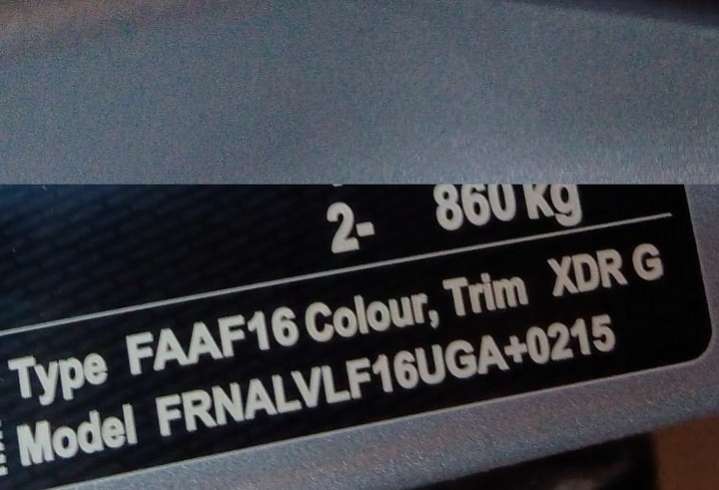 2- 860 kg
Type FAAF16 Colour, Trim XDR G
Model FRNALVLF16UGA+0215